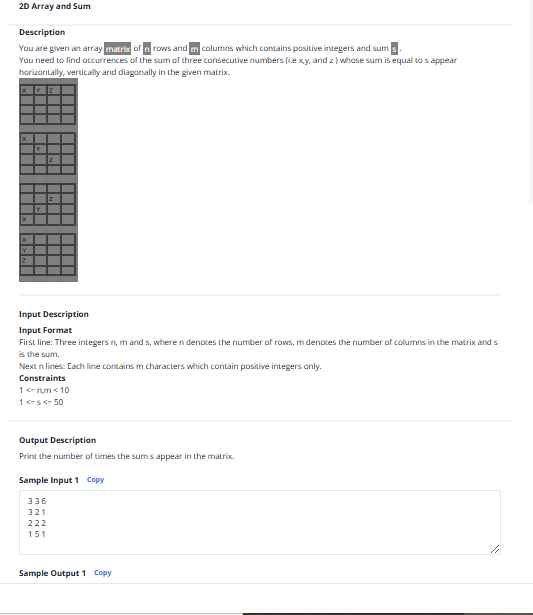 2D Array and Sum
Description
You are given an array matrix of n rows and m columns which contains positive integers and sum s .
You need to find occurrences of the sum of three consecutive numbers (i.e x,y, and z ) whose sum is equal to s appear
horizontally, vertically and diagonally in the given matrix.
X Y Z
X
Y
Z
Z
Y
X
X
Y
Z
Input Description
Input Format
First line: Three integers n, m and s, where n denotes the number of rows, m denotes the number of columns in the matrix and s
is the sum.
Next n lines: Each line contains m characters which contain positive integers only.
Constraints
1 <= n,m < 10
1 <= s <= 50
Output Description
Print the number of times the sum s appear in the matrix.
Sample Input 1 Copy
3 3 6
3 2 1
2 2 2
1 5 1
Sample Output 1 Copy